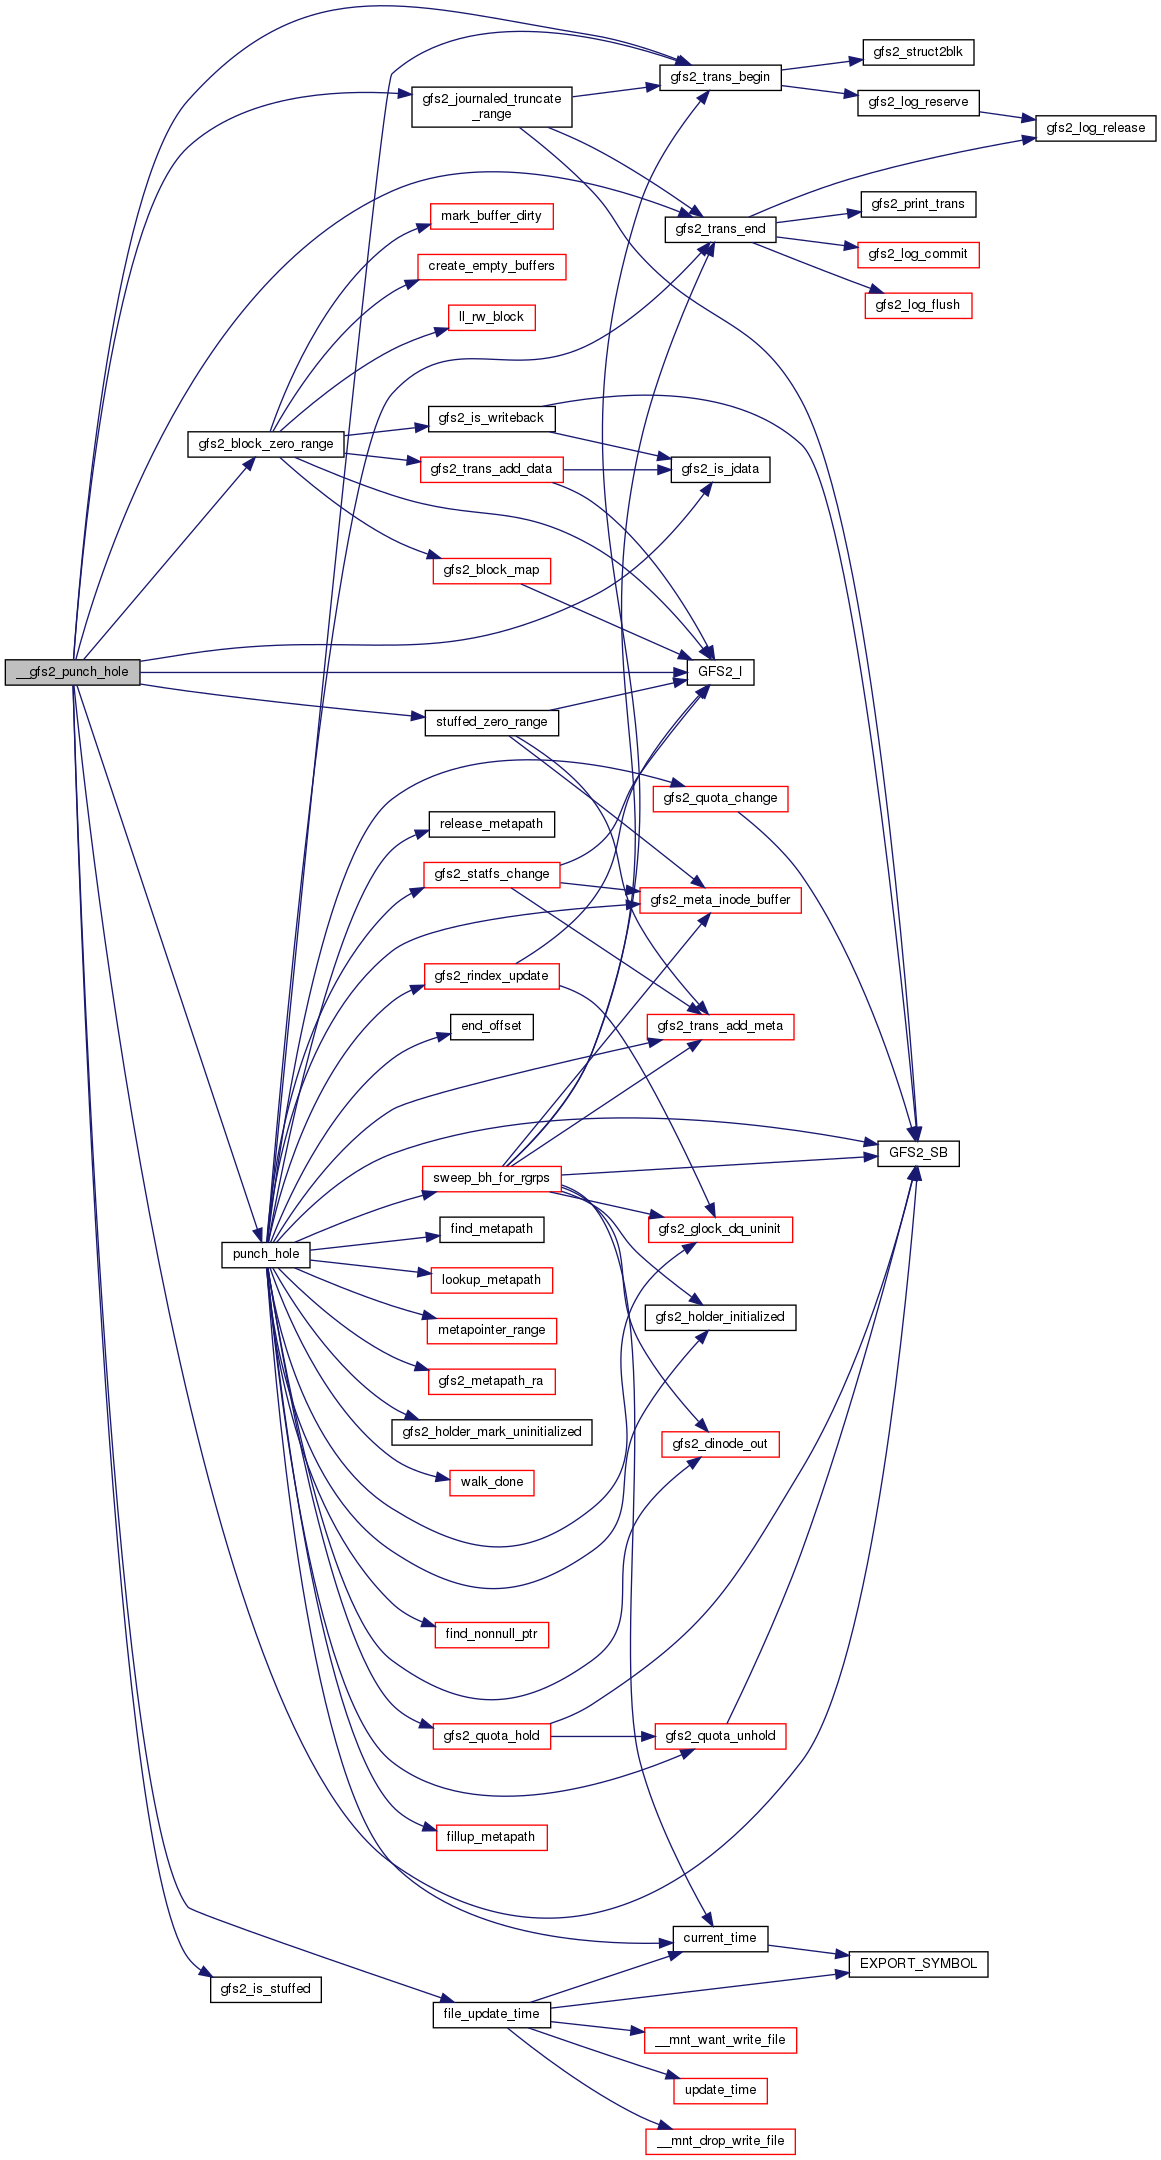 gfs2_struct2blk
gfs2_trans_begin
gfs2_journaled_truncate
_range
gfs2_log_reserve
gfs2_log_release
gfs2_print_trans
mark_buffer_dirty
gfs2_trans_end
gfs2_log_commit
create_empty_buffers
gfs2_log_flush
ll_rw_block
gfs2_is_writeback
gfs2_block_zero_range
gfs2_trans_add_data
gfs2_is_jdata
gfs2_block_map
__gfs2_punch_hole
GFS2_I
stuffed_zero_range
gfs2_quota_change
release_metapath
gfs2_statfs_change
gfs2_meta_inode_buffer
gfs2_rindex_update
end_offset
gfs2_trans_add_meta
GFS2_SB
sweep_bh_for_rgrps
find_metapath
gfs2_glock_dq_uninit
punch_hole
lookup_metapath
gfs2_holder_initialized
metapointer_range
gfs2_metapath_ra
gfs2_holder_mark_uninitialized
gfs2_dinode_out
walk_done
find_nonnull_ptr
gfs2_quota_hold
gfs2_quota_unhold
fillup_metapath
current_time
EXPORT_SYMBOL
gfs2_is_stuffed
file_update_time
__mnt_want_write_file
update_time
__mnt_drop_write_file